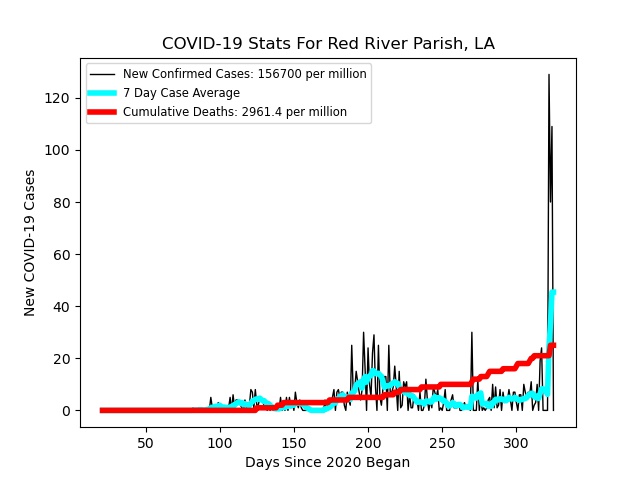 COVID-19 Stats For Red River Parish, LA
New Confirmed Cases: 156700 per million
7 Day Case Average
Cumulative Deaths: 2961.4 per million
New COVID-19 Cases
120
100
80
60
40
20
0
50 100 150 200 250 300
Days Since 2020 Began